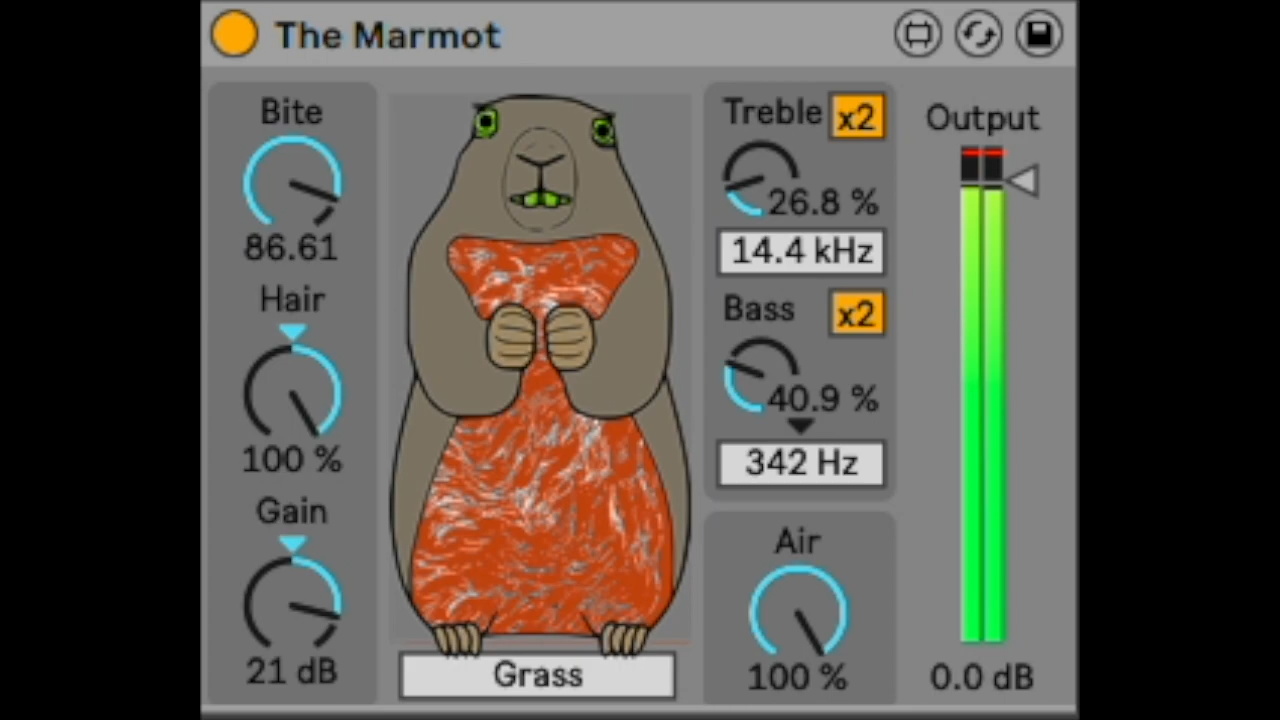 The Marmot
Bite
86.61
Hair
100 %
Gain
21 dB
Grass
Treble x2
26.8 %
14.4 kHz
Bass x2
40.9 %
342 Hz
Air
100 %
Output
0.0 dB